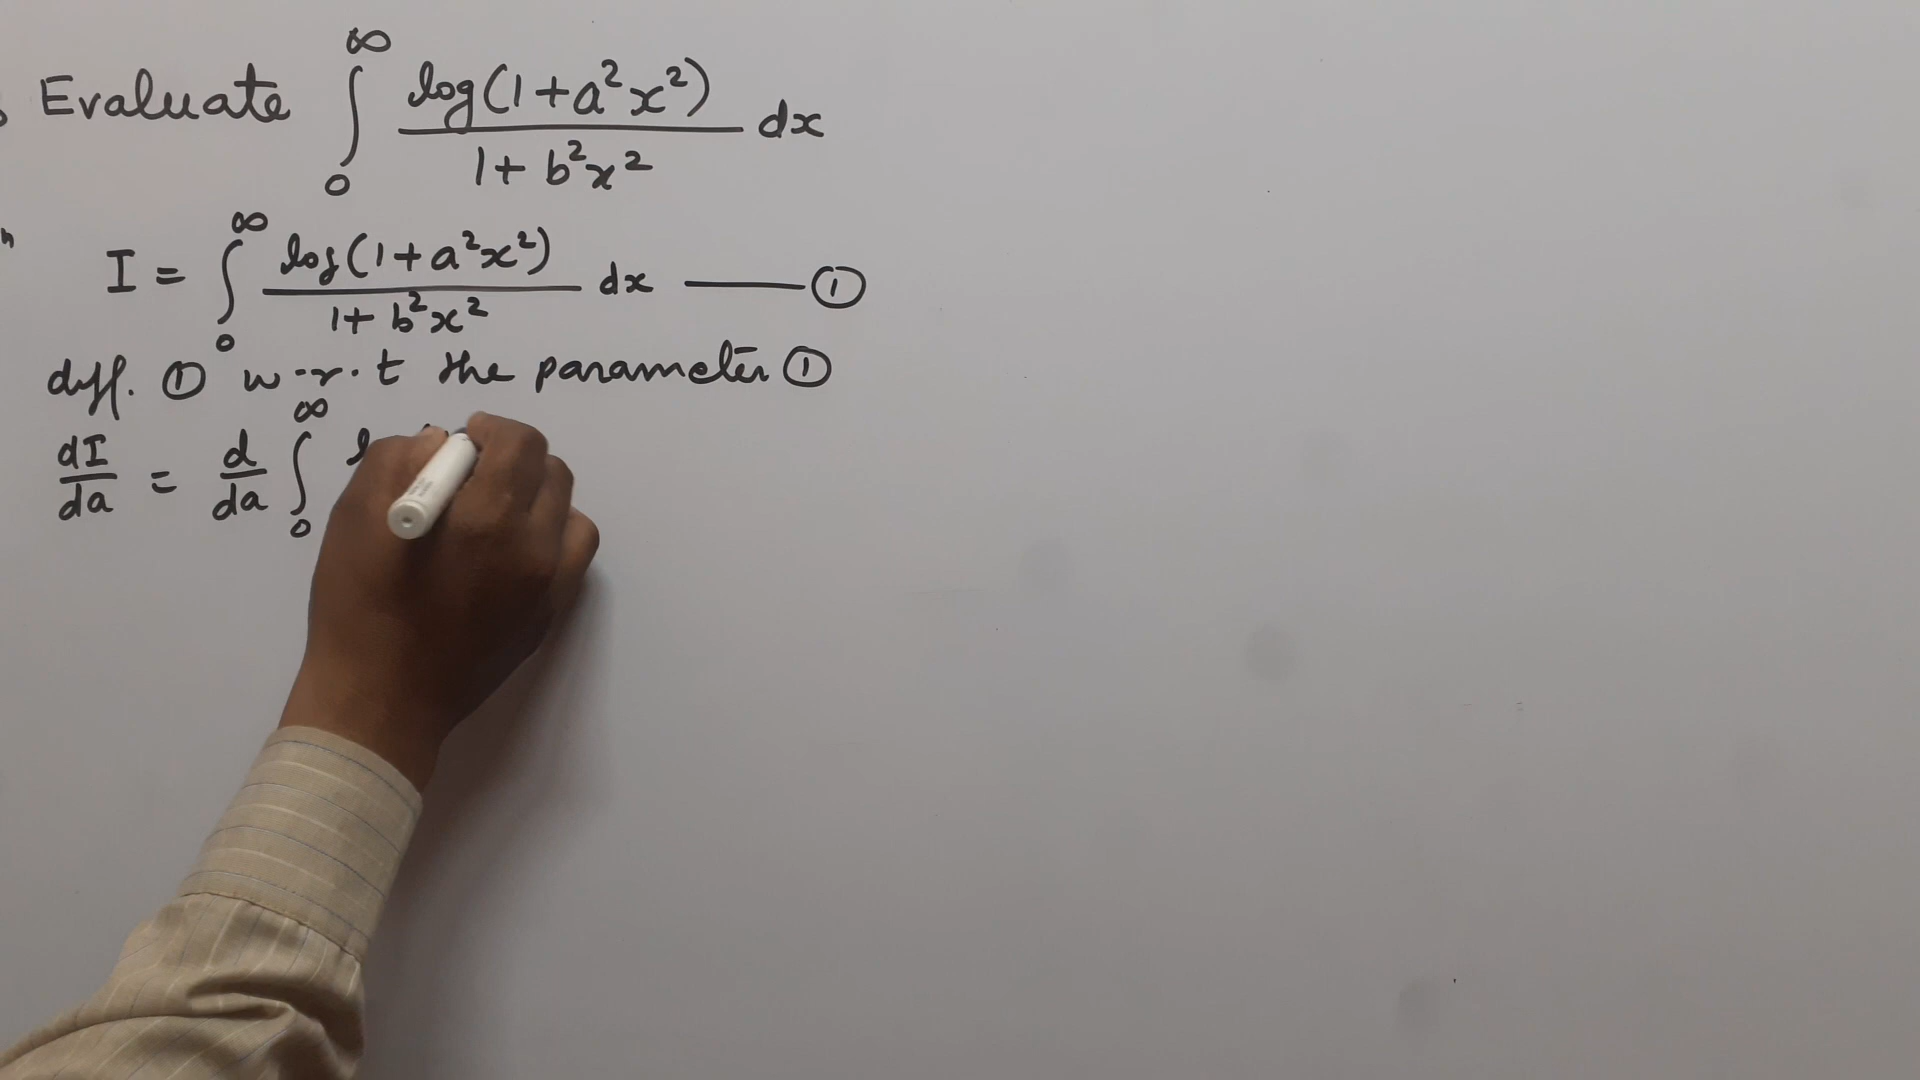 Evaluate ∫₀^∞ log(1+a²x²) / 1+b²x² dx
I = ∫₀^∞ log(1+a²x²) / 1+b²x² dx —— ①
diff. ① w.r.t the parameter ①
dI/da = d/da ∫₀^∞